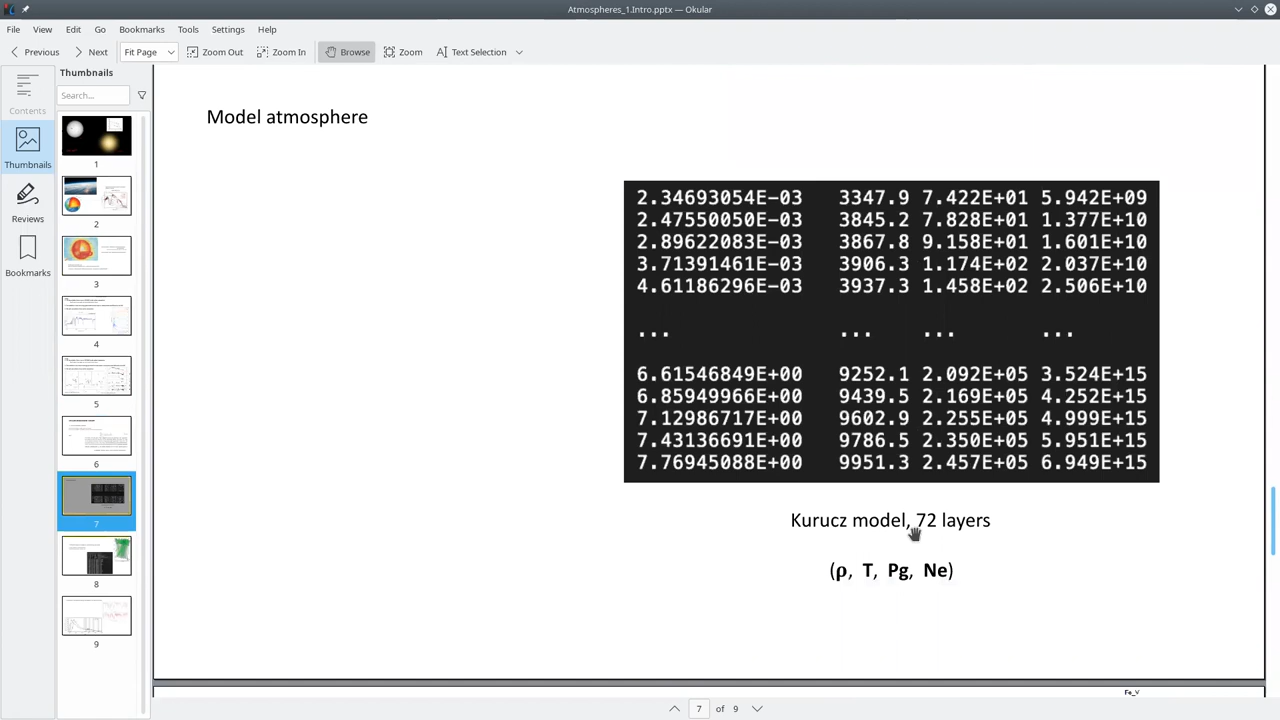 Atmospheres_1.Intro.pptx — Okular
File View Edit Go Bookmarks Tools Settings Help
Previous Next Fit Page Zoom Out Zoom In Browse Zoom Text Selection
Contents
Thumbnails
Reviews
Bookmarks
Thumbnails
Search...
1
2
3
4
5
6
7
8
9
Model atmosphere
2.34693054E-03 3347.9 7.422E+01 5.942E+09
2.47550050E-03 3845.2 7.828E+01 1.377E+10
2.89622083E-03 3867.8 9.158E+01 1.601E+10
3.71391461E-03 3906.3 1.174E+02 2.037E+10
4.61186296E-03 3937.3 1.458E+02 2.506E+10
... ... ... ...
6.61546849E+00 9252.1 2.092E+05 3.524E+15
6.85949966E+00 9439.5 2.169E+05 4.252E+15
7.12986717E+00 9602.9 2.255E+05 4.999E+15
7.43136691E+00 9786.5 2.350E+05 5.951E+15
7.76945088E+00 9951.3 2.457E+05 6.949E+15
Kurucz model, 72 layers
(ρ, T, Pg, Ne)
Fe_V
7 of 9